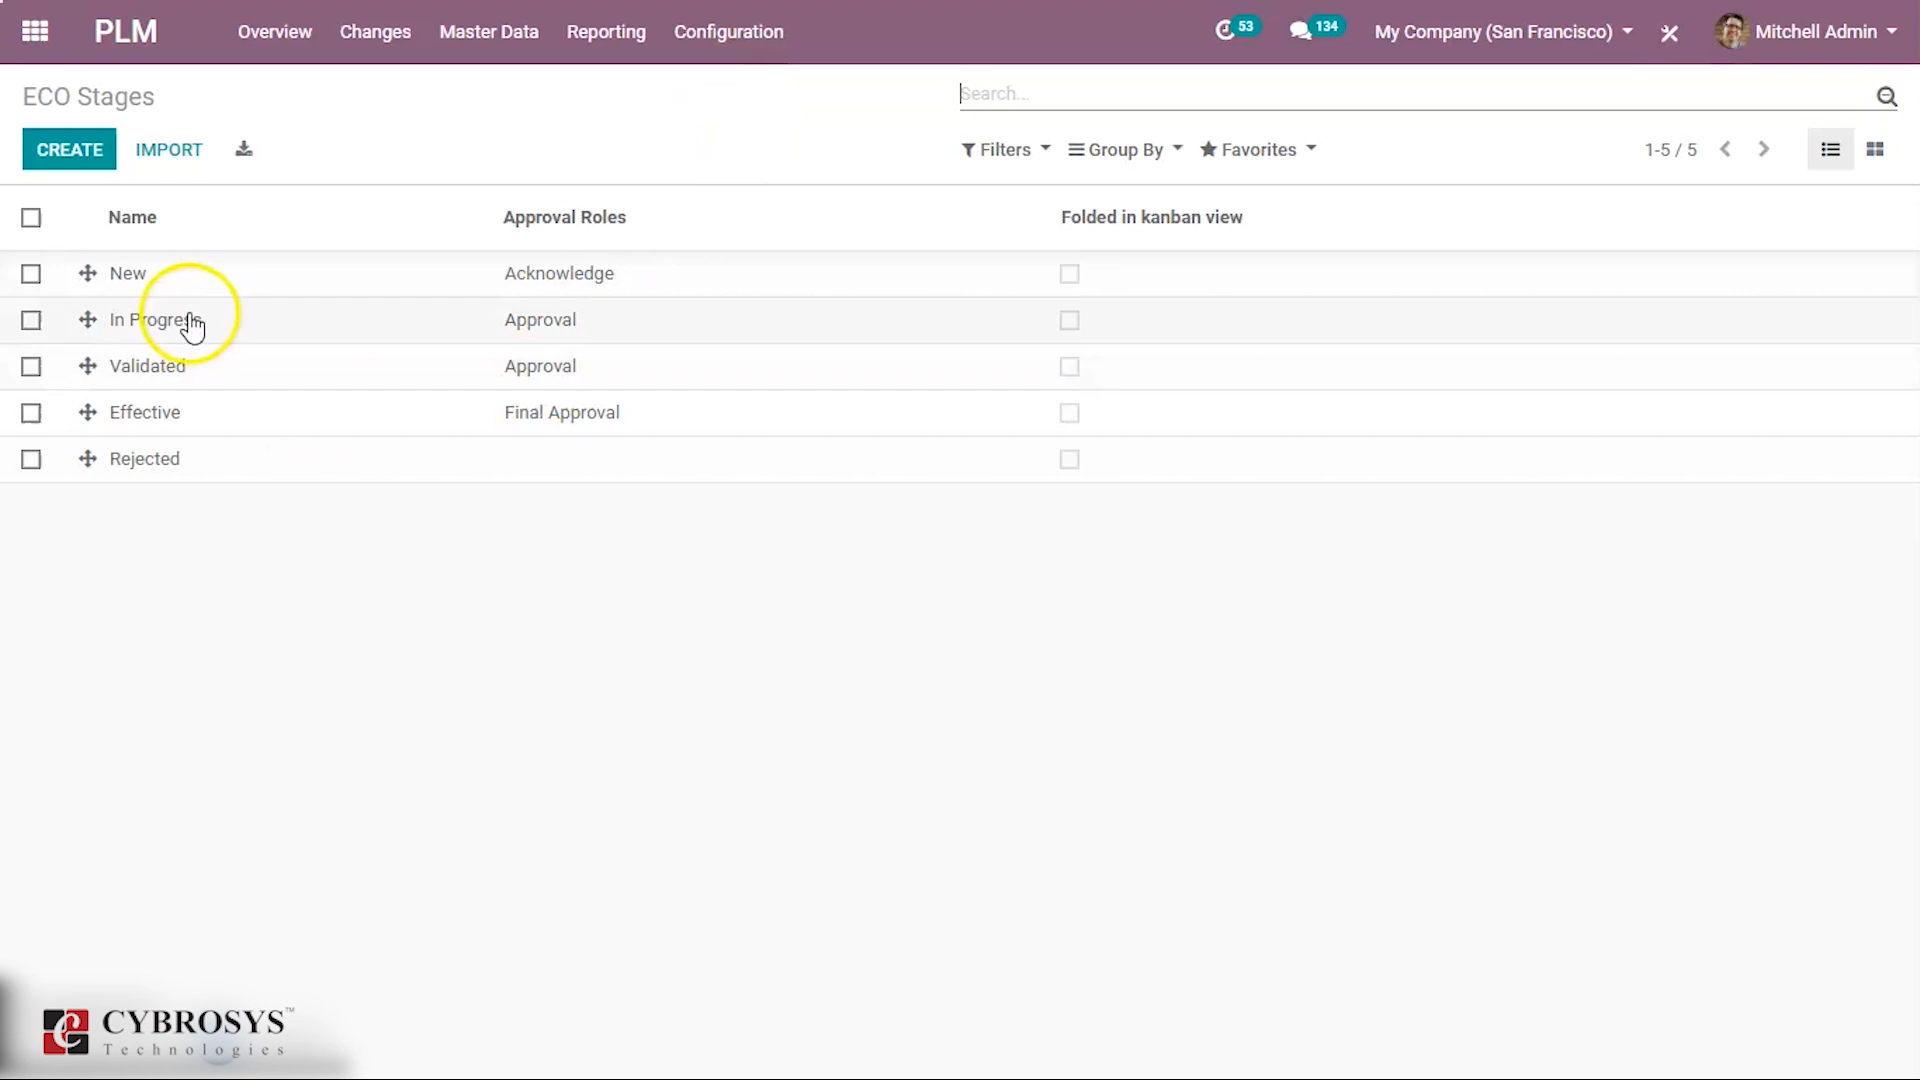 PLM Overview Changes Master Data Reporting Configuration 53 134 My Company (San Francisco) Mitchell Admin
ECO Stages Search...
CREATE IMPORT Filters Group By Favorites 1-5 / 5
Name Approval Roles Folded in kanban view
New Acknowledge
In Progress Approval
Validated Approval
Effective Final Approval
Rejected
CYBROSYS™
Technologies